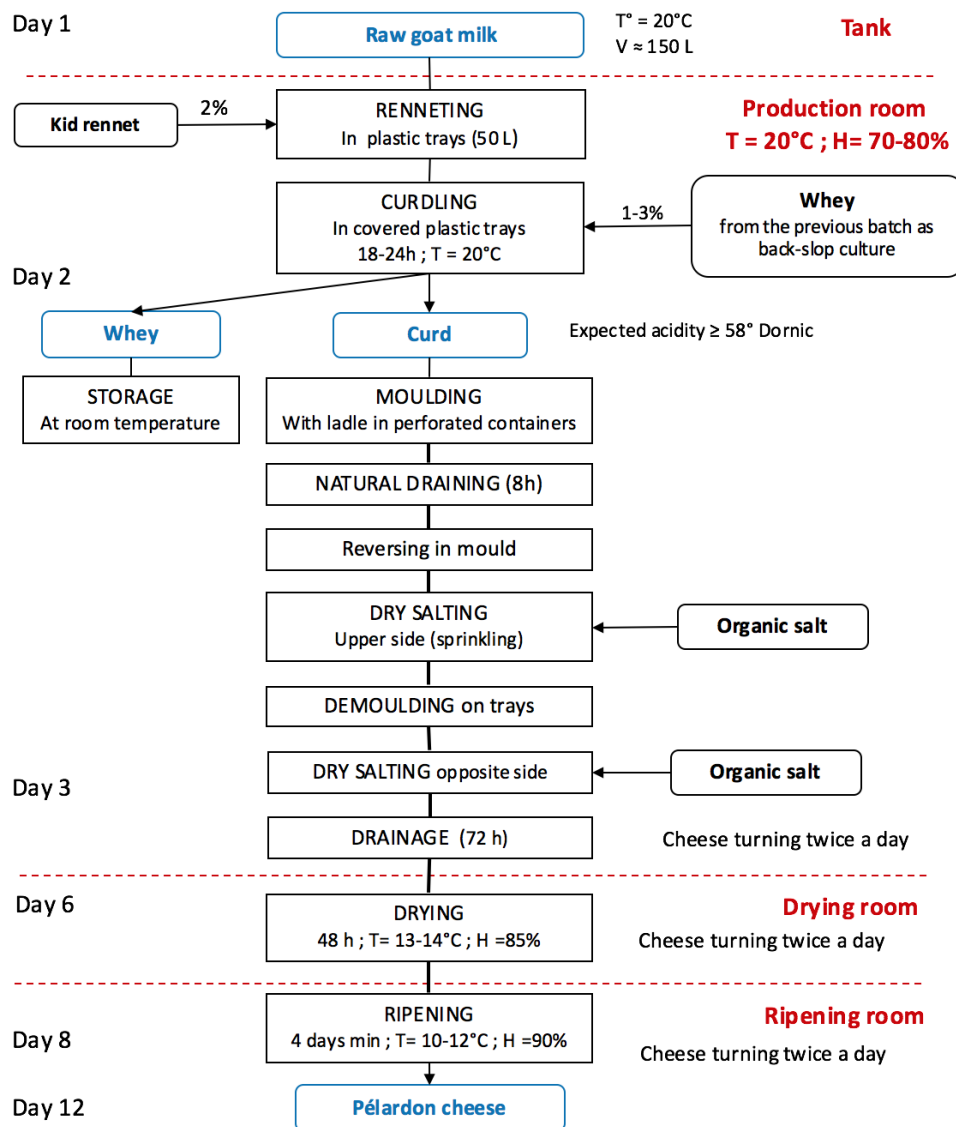 Day 1
Raw goat milk
T° = 20°C
V ≈ 150 L
Tank
Kid rennet
2%
RENNETING
In plastic trays (50 L)
Production room
T = 20°C ; H= 70-80%
CURDLING
In covered plastic trays
18-24h ; T = 20°C
1-3%
Whey
from the previous batch as
back-slop culture
Day 2
Whey
Curd
Expected acidity ≥ 58° Dornic
STORAGE
At room temperature
MOULDING
With ladle in perforated containers
NATURAL DRAINING (8h)
Reversing in mould
DRY SALTING
Upper side (sprinkling)
Organic salt
DEMOULDING on trays
Day 3
DRY SALTING opposite side
Organic salt
DRAINAGE (72 h)
Cheese turning twice a day
Day 6
DRYING
48 h ; T= 13-14°C ; H =85%
Drying room
Cheese turning twice a day
Day 8
RIPENING
4 days min ; T= 10-12°C ; H =90%
Ripening room
Cheese turning twice a day
Day 12
Pélardon cheese